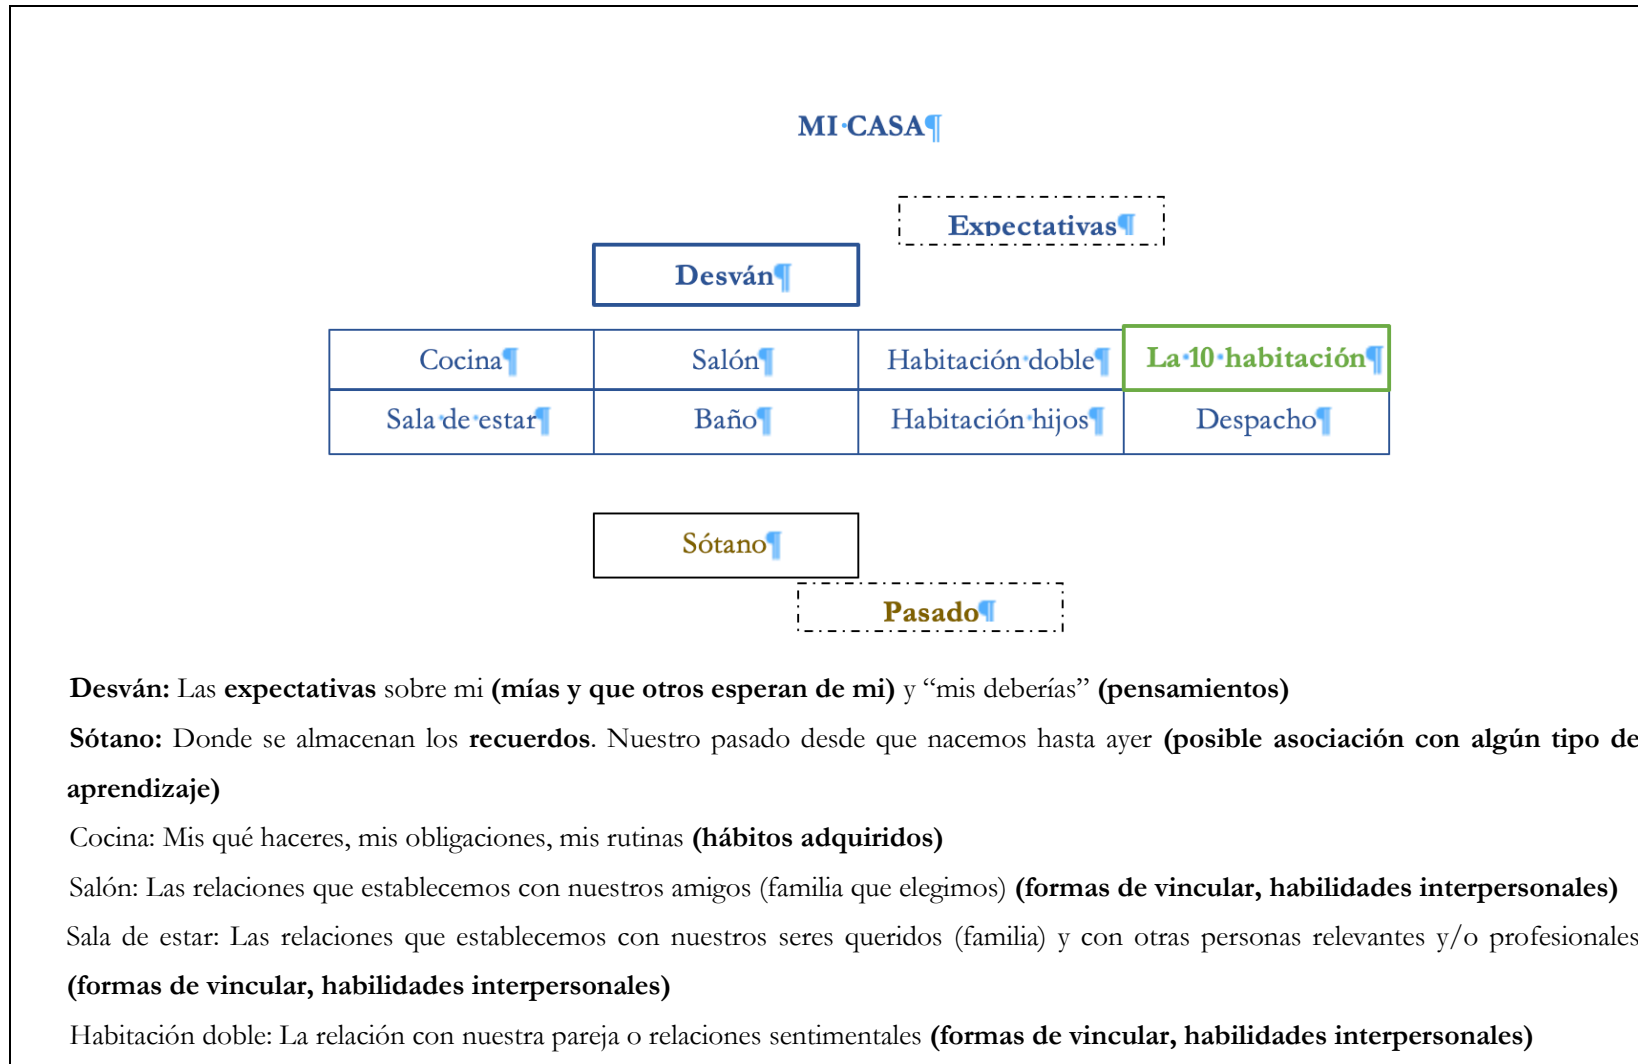 MI·CASA¶
Expectativas¶
Desván¶
Cocina¶ Salón¶ Habitación·doble¶ La·10·habitación¶
Sala·de·estar¶ Baño¶ Habitación·hijos¶ Despacho¶
Sótano¶
Pasado¶
Desván: Las expectativas sobre mi (mías y que otros esperan de mi) y “mis deberías” (pensamientos)
Sótano: Donde se almacenan los recuerdos. Nuestro pasado desde que nacemos hasta ayer (posible asociación con algún tipo de
aprendizaje)
Cocina: Mis qué haceres, mis obligaciones, mis rutinas (hábitos adquiridos)
Salón: Las relaciones que establecemos con nuestros amigos (familia que elegimos) (formas de vincular, habilidades interpersonales)
Sala de estar: Las relaciones que establecemos con nuestros seres queridos (familia) y con otras personas relevantes y/o profesionales
(formas de vincular, habilidades interpersonales)
Habitación doble: La relación con nuestra pareja o relaciones sentimentales (formas de vincular, habilidades interpersonales)